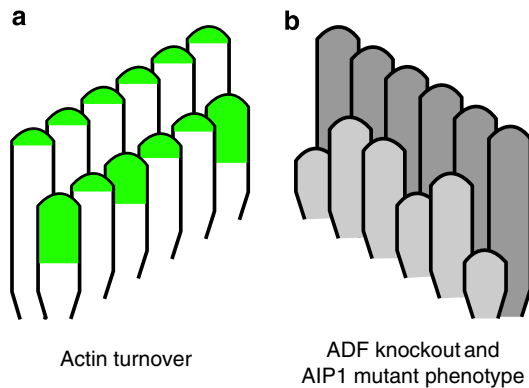 a
b
Actin turnover
ADF knockout and
AIP1 mutant phenotype